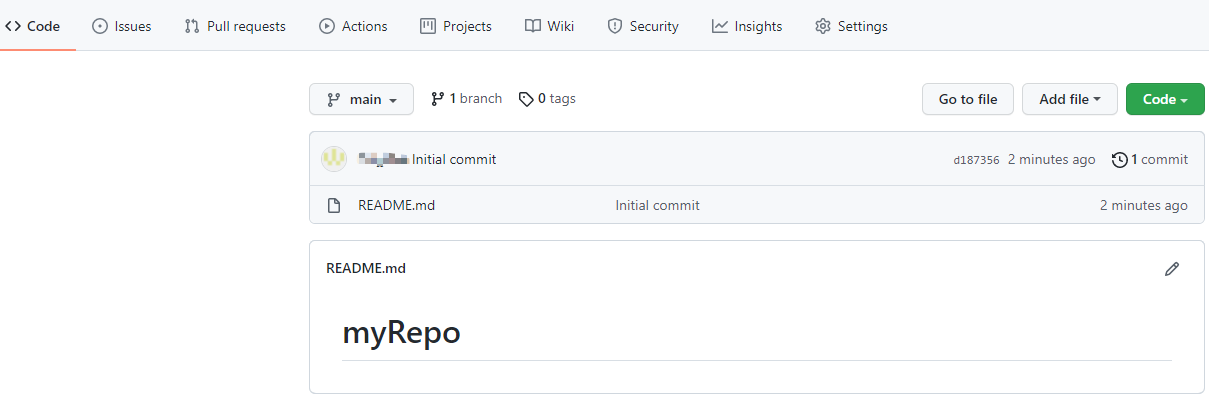 Code Issues Pull requests Actions Projects Wiki Security Insights Settings
main 1 branch 0 tags Go to file Add file Code
Initial commit d187356 2 minutes ago 1 commit
README.md Initial commit 2 minutes ago
README.md
myRepo